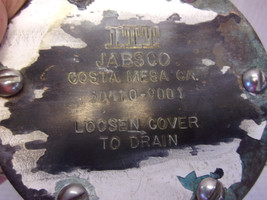 JABSCO
COSTA MESA CA.
LOOSEN COVER
TO DRAIN